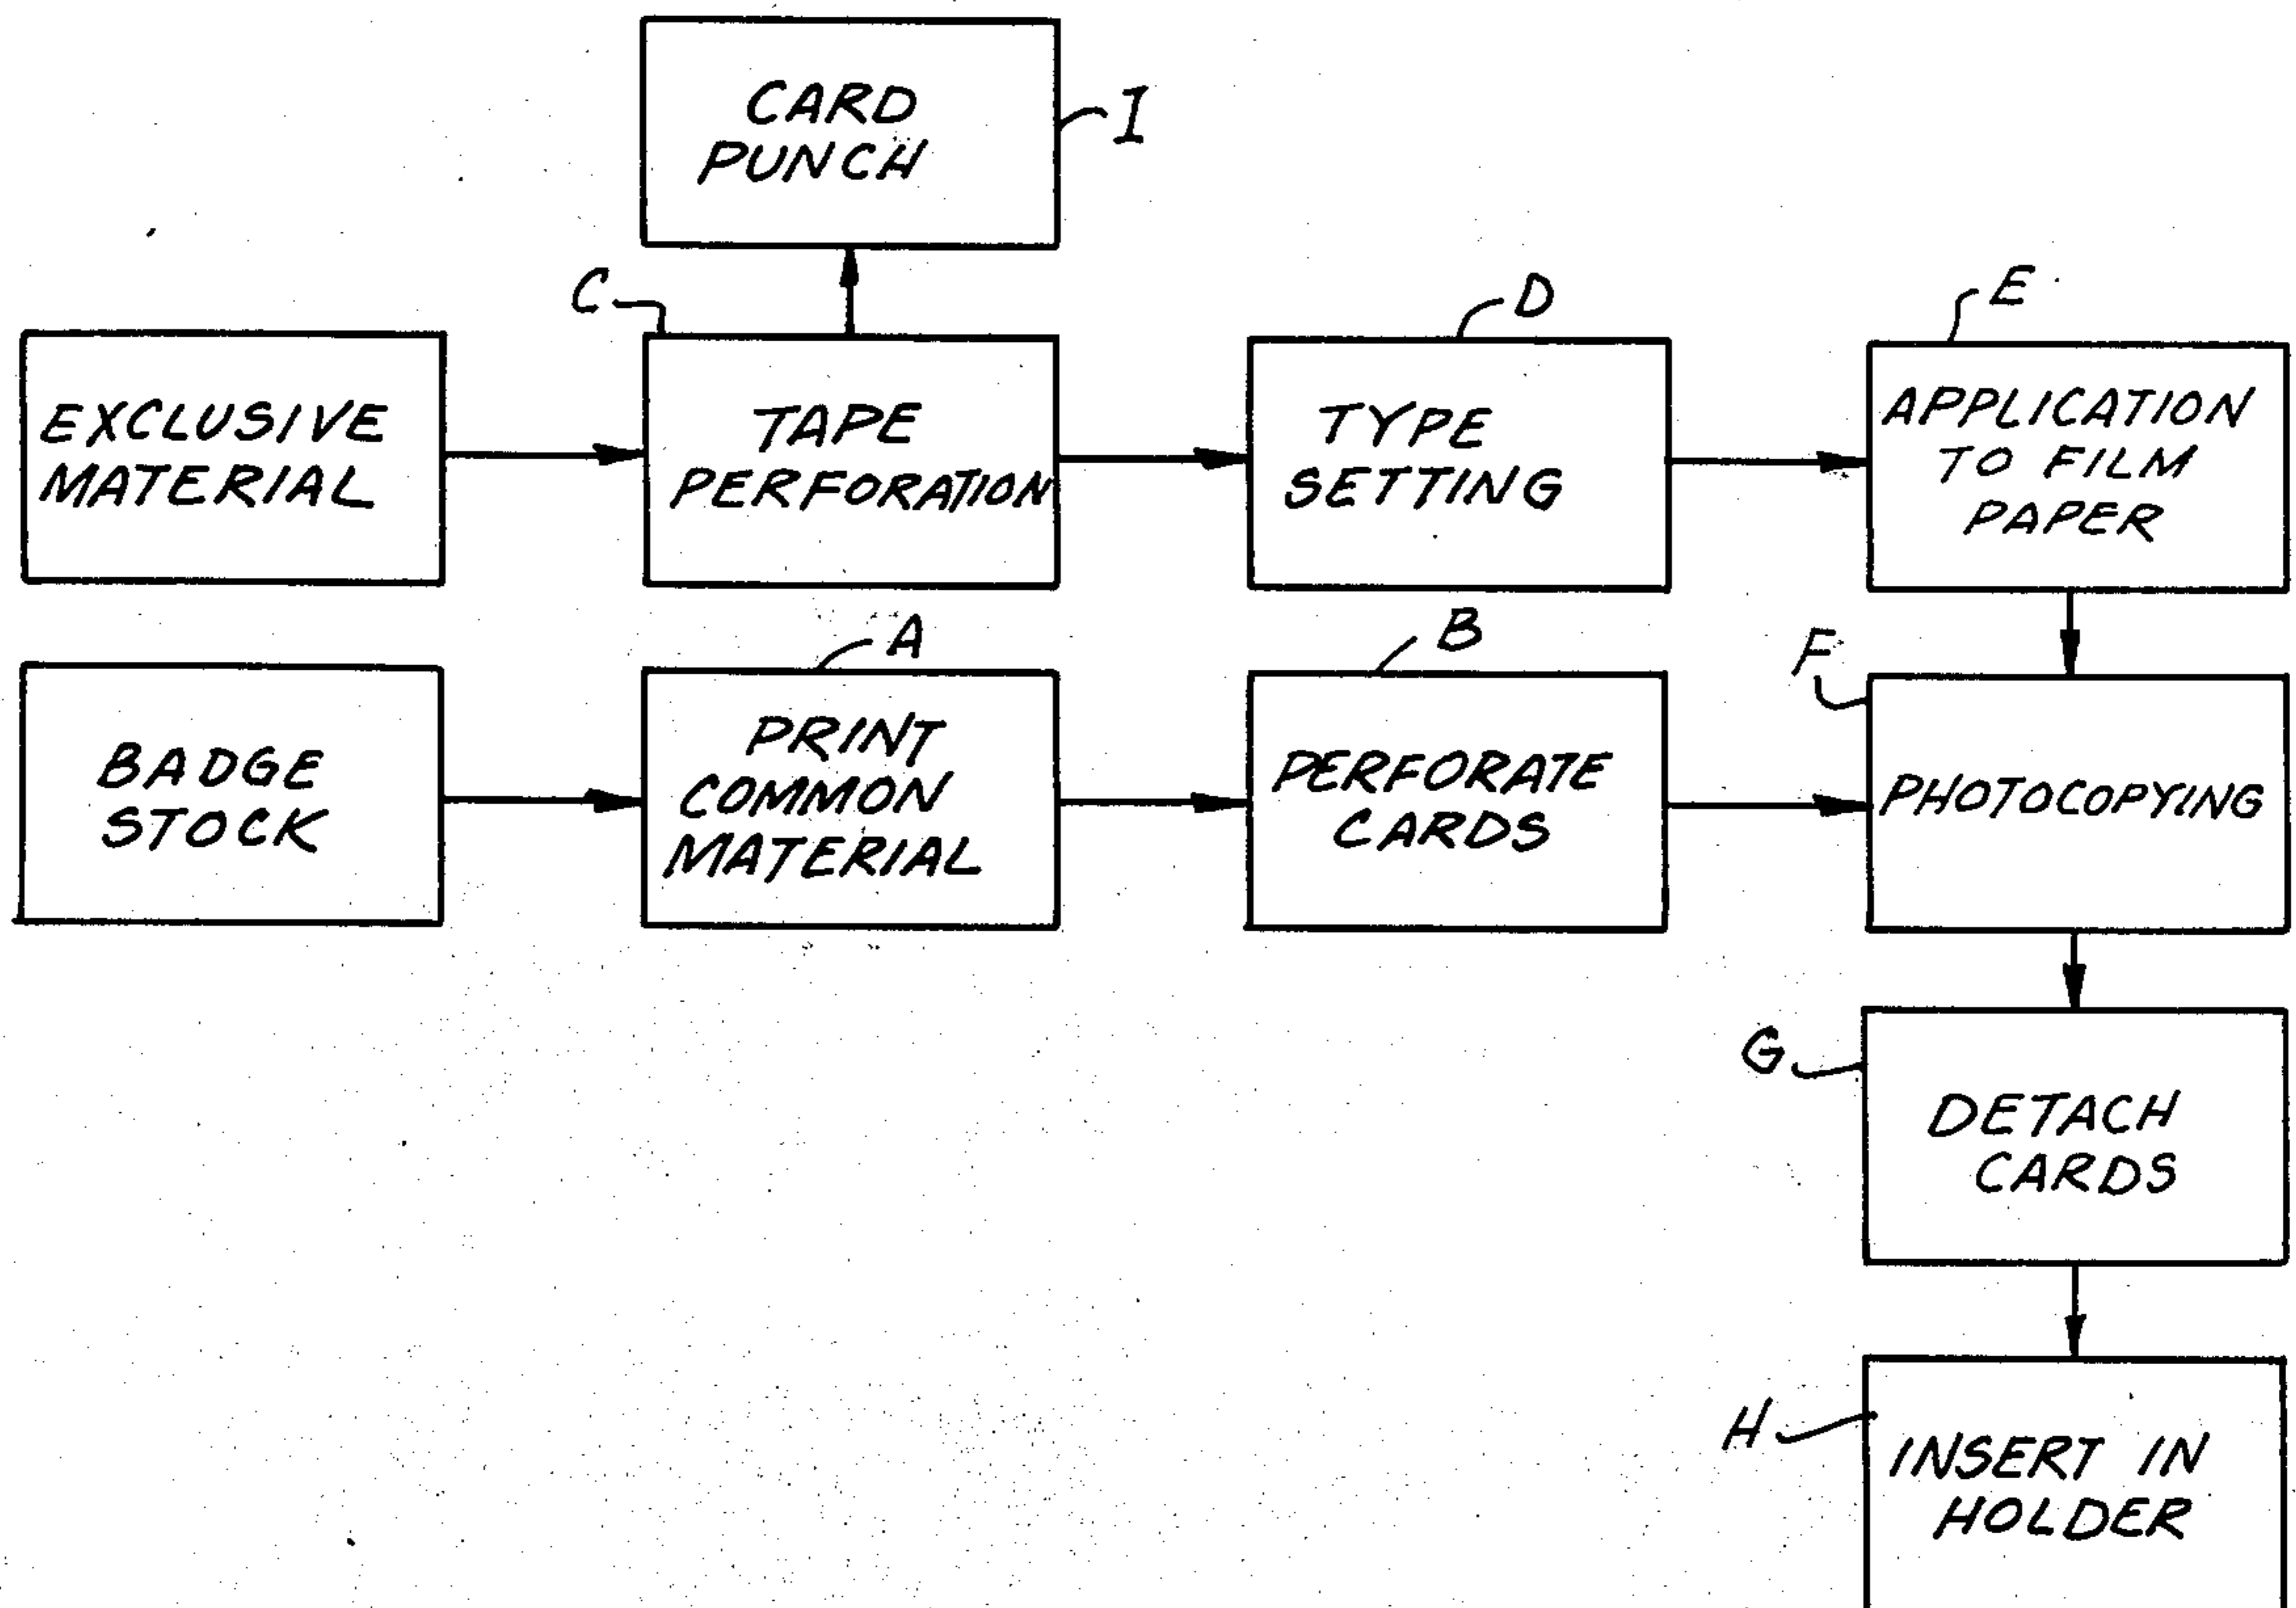 CARD
PUNCH
I
C
D
E
EXCLUSIVE
MATERIAL
TAPE
PERFORATION
TYPE
SETTING
APPLICATION
TO FILM
PAPER
A
B
F
BADGE
STOCK
PRINT
COMMON
MATERIAL
PERFORATE
CARDS
PHOTOCOPYING
G
DETACH
CARDS
H
INSERT IN
HOLDER